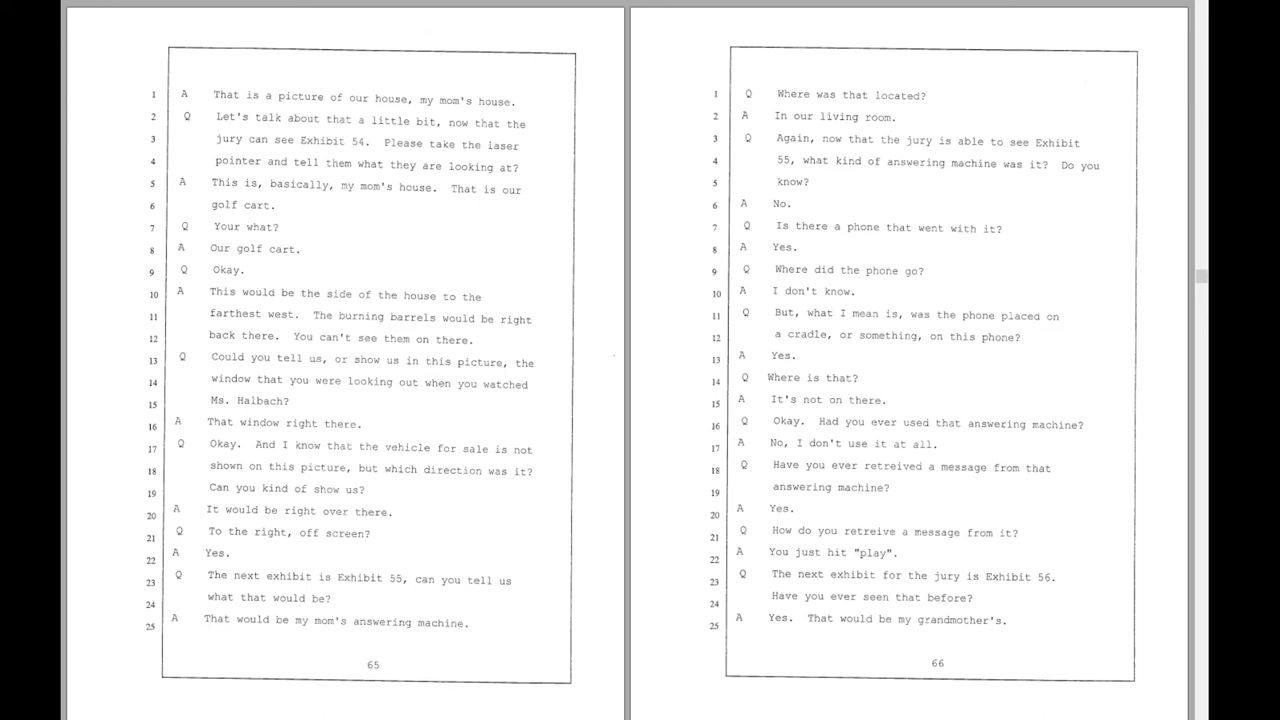 1 A That is a picture of our house, my mom's house.
2 Q Let's talk about that a little bit, now that the
3 jury can see Exhibit 54. Please take the laser
4 pointer and tell them what they are looking at?
5 A This is, basically, my mom's house. That is our
6 golf cart.
7 Q Your what?
8 A Our golf cart.
9 Q Okay.
10 A This would be the side of the house to the
11 farthest west. The burning barrels would be right
12 back there. You can't see them on there.
13 Q Could you tell us, or show us in this picture, the
14 window that you were looking out when you watched
15 Ms. Halbach?
16 A That window right there.
17 Q Okay. And I know that the vehicle for sale is not
18 shown on this picture, but which direction was it?
19 Can you kind of show us?
20 A It would be right over there.
21 Q To the right, off screen?
22 A Yes.
23 Q The next exhibit is Exhibit 55, can you tell us
24 what that would be?
25 A That would be my mom's answering machine.
65
1 Q Where was that located?
2 A In our living room.
3 Q Again, now that the jury is able to see Exhibit
4 55, what kind of answering machine was it? Do you
5 know?
6 A No.
7 Q Is there a phone that went with it?
8 A Yes.
9 Q Where did the phone go?
10 A I don't know.
11 Q But, what I mean is, was the phone placed on
12 a cradle, or something, on this phone?
13 A Yes.
14 Q Where is that?
15 A It's not on there.
16 Q Okay. Had you ever used that answering machine?
17 A No, I don't use it at all.
18 Q Have you ever retreived a message from that
19 answering machine?
20 A Yes.
21 Q How do you retreive a message from it?
22 A You just hit "play".
23 Q The next exhibit for the jury is Exhibit 56.
24 Have you ever seen that before?
25 A Yes. That would be my grandmother's.
66